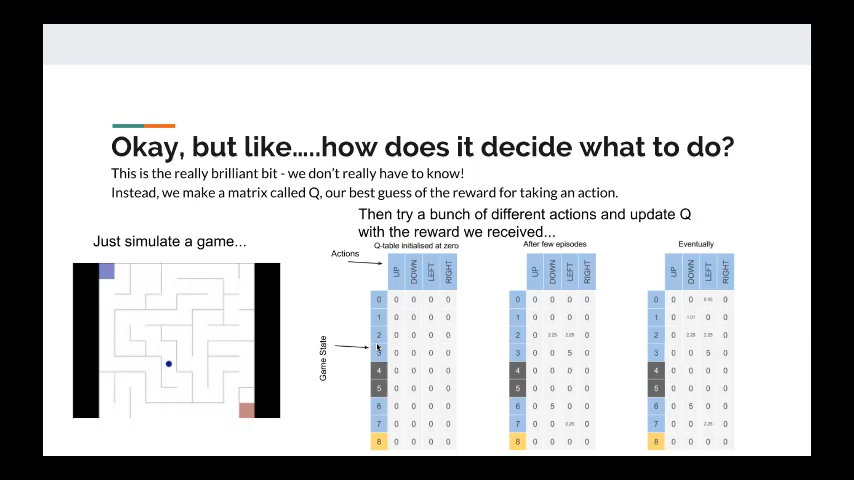 Okay, but like.....how does it decide what to do?
This is the really brilliant bit - we don't really have to know!
Instead, we make a matrix called Q, our best guess of the reward for taking an action.
Then try a bunch of different actions and update Q
with the reward we received...
Just simulate a game...
Q-table initialised at zero
After few episodes
Eventually
Actions
Game State
UP DOWN LEFT RIGHT
0 0 0 0 0
1 0 0 0 0
2 0 0 0 0
3 0 0 0 0
4 0 0 0 0
5 0 0 0 0
6 0 0 0 0
7 0 0 0 0
8 0 0 0 0
UP DOWN LEFT RIGHT
0 0 0 0 0
1 0 0 0 0
2 0 2.25 2.25 0
3 0 0 5 0
4 0 0 0 0
5 0 0 0 0
6 0 5 0 0
7 0 0 2.25 0
8 0 0 0 0
UP DOWN LEFT RIGHT
0 0 0 0.45 0
1 0 1.01 0 0
2 0 2.25 2.25 0
3 0 0 5 0
4 0 0 0 0
5 0 0 0 0
6 0 5 0 0
7 0 0 2.25 0
8 0 0 0 0